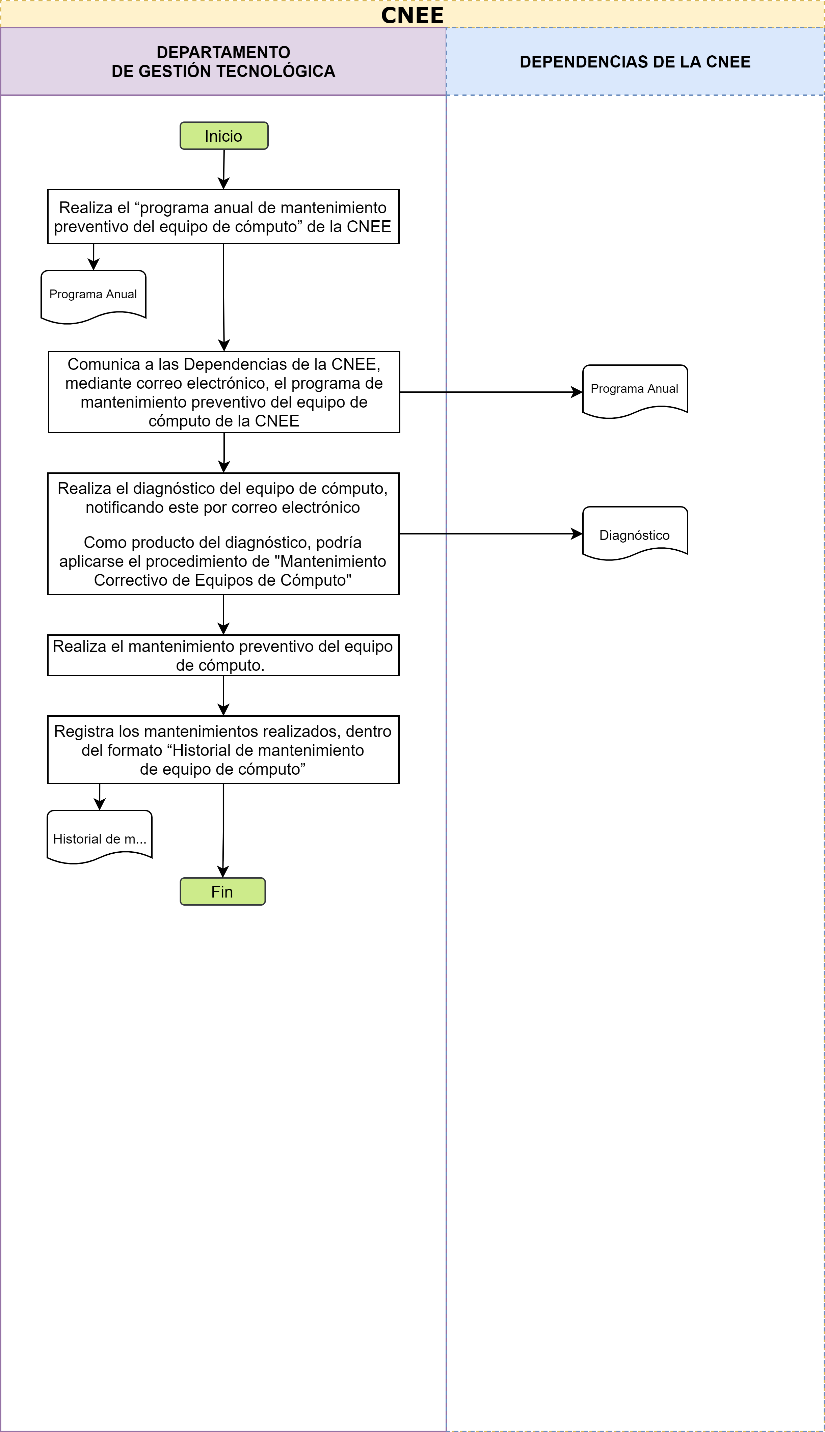 CNEE
DEPARTAMENTO
DE GESTIÓN TECNOLÓGICA
DEPENDENCIAS DE LA CNEE
Inicio
Realiza el “programa anual de mantenimiento
preventivo del equipo de cómputo” de la CNEE
Programa Anual
Comunica a las Dependencias de la CNEE,
mediante correo electrónico, el programa de
mantenimiento preventivo del equipo de
cómputo de la CNEE
Programa Anual
Realiza el diagnóstico del equipo de cómputo,
notificando este por correo electrónico
Como producto del diagnóstico, podría
aplicarse el procedimiento de "Mantenimiento
Correctivo de Equipos de Cómputo"
Diagnóstico
Realiza el mantenimiento preventivo del equipo
de cómputo.
Registra los mantenimientos realizados, dentro
del formato “Historial de mantenimiento
de equipo de cómputo”
Historial de m...
Fin